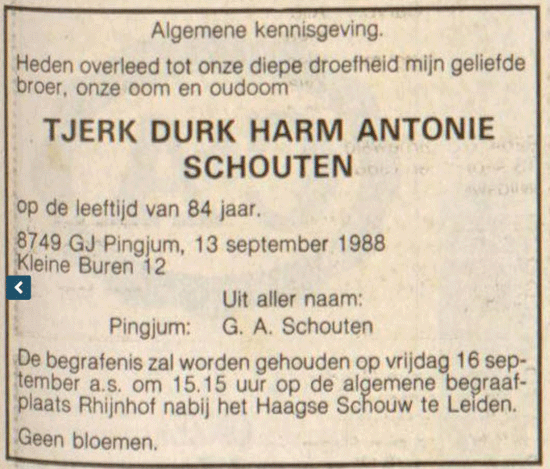 Algemene kennisgeving.
Heden overleed tot onze diepe droefheid mijn geliefde
broer, onze oom en oudoom
TJERK DURK HARM ANTONIE
SCHOUTEN
op de leeftijd van 84 jaar.
8749 GJ Pingjum, 13 september 1988
Kleine Buren 12
Uit aller naam:
Pingjum: G. A. Schouten
De begrafenis zal worden gehouden op vrijdag 16 sep-
tember a.s. om 15.15 uur op de algemene begraaf-
plaats Rhijnhof nabij het Haagse Schouw te Leiden.
Geen bloemen.